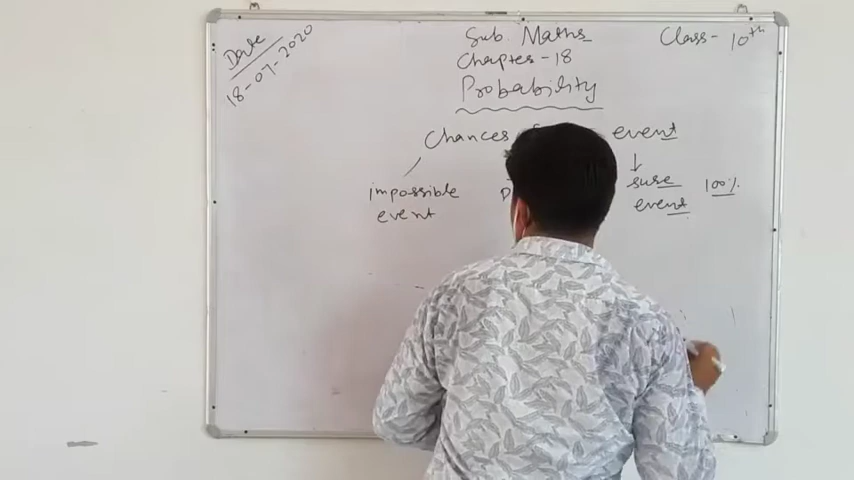 Date
18-07-2020
Sub Maths
Class- 10th
Chapter-18
Probability
Chances event
impossible
event
sure
event
100%